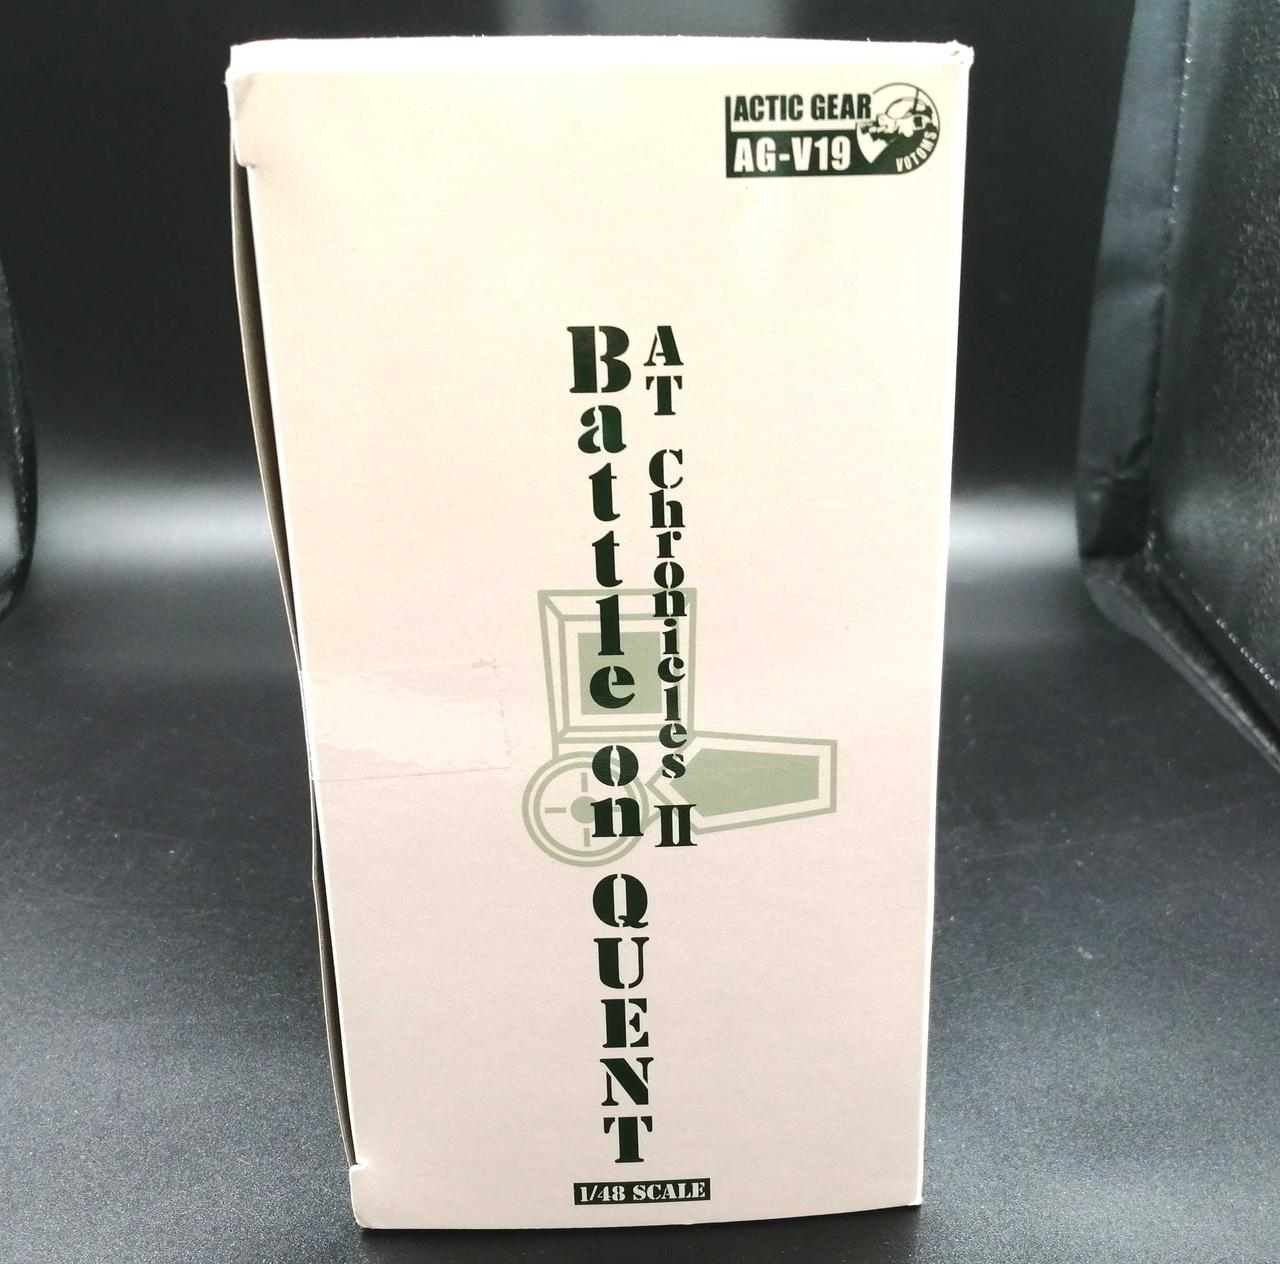 ACTIC GEAR
AG-V19
VOTOMS
AT Chronicles II
Battle on QUENT
1/48 SCALE